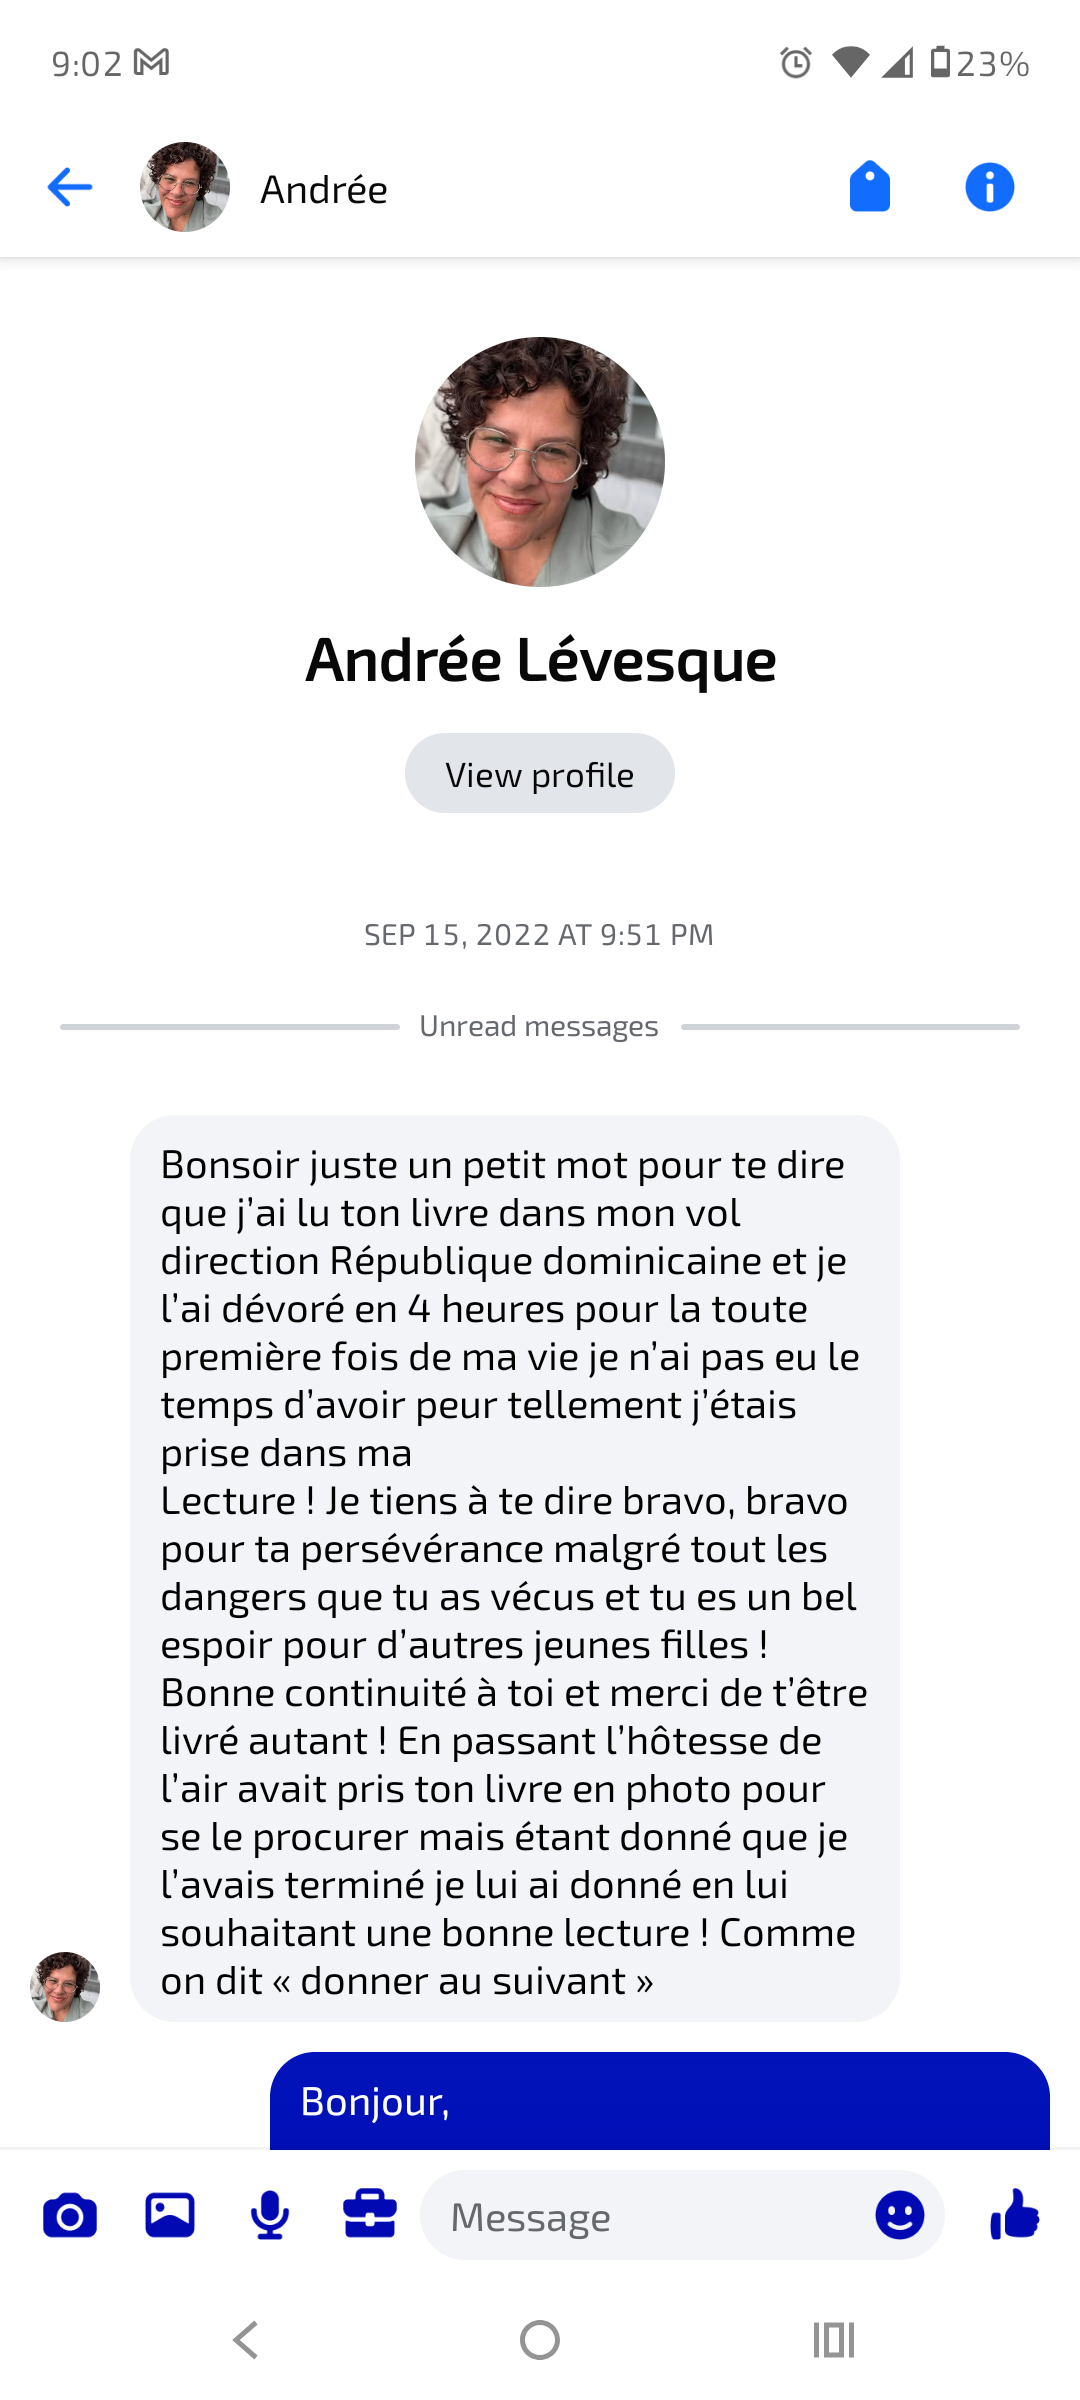 9:02
23%
Andrée
Andrée Lévesque
View profile
SEP 15, 2022 AT 9:51 PM
Unread messages
Bonsoir juste un petit mot pour te dire
que j’ai lu ton livre dans mon vol
direction République dominicaine et je
l’ai dévoré en 4 heures pour la toute
première fois de ma vie je n’ai pas eu le
temps d’avoir peur tellement j’étais
prise dans ma
Lecture ! Je tiens à te dire bravo, bravo
pour ta persévérance malgré tout les
dangers que tu as vécus et tu es un bel
espoir pour d’autres jeunes filles !
Bonne continuité à toi et merci de t’être
livré autant ! En passant l’hôtesse de
l’air avait pris ton livre en photo pour
se le procurer mais étant donné que je
l’avais terminé je lui ai donné en lui
souhaitant une bonne lecture ! Comme
on dit « donner au suivant »
Bonjour,
Message